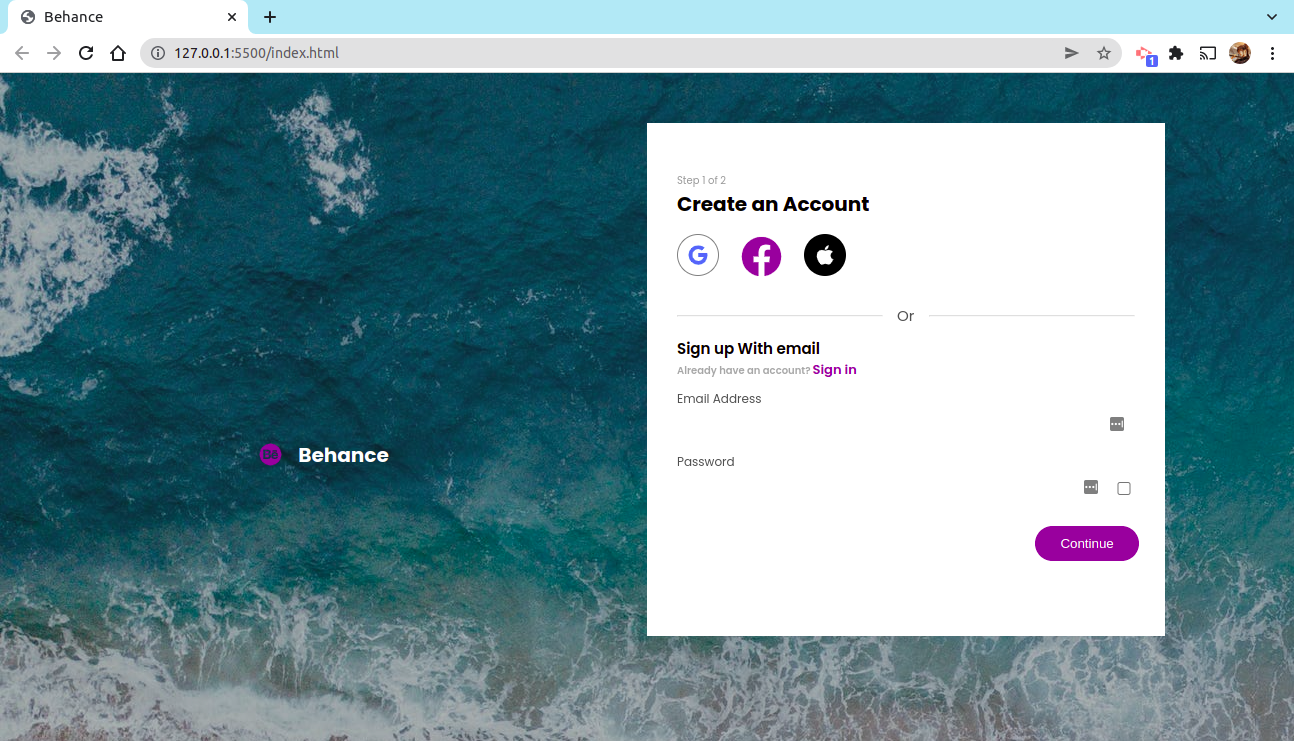 Behance
127.0.0.1:5500/index.html
1
Step 1 of 2
Create an Account
G
Or
Sign up With email
Already have an account? Sign in
Email Address
Bē Behance
Password
Continue